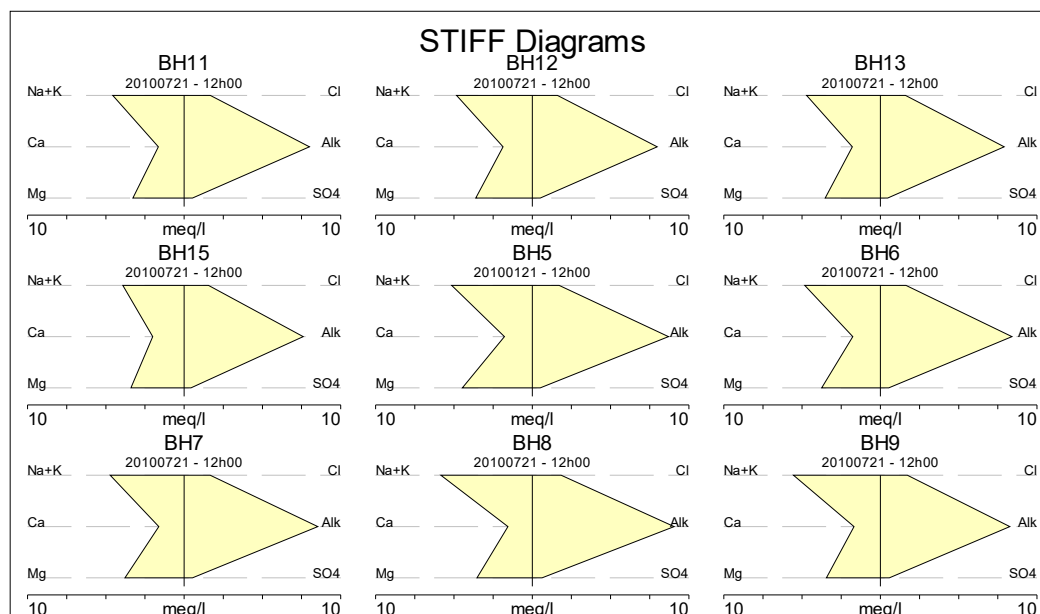 STIFF Diagrams
BH11 BH12 BH13
20100721 - 12h00 20100721 - 12h00 20100721 - 12h00
Na+K Cl Na+K Cl Na+K Cl
Ca Alk Ca Alk Ca Alk
Mg SO4 Mg SO4 Mg SO4
10 meq/l 10 10 meq/l 10 10 meq/l 10
BH15 BH5 BH6
20100721 - 12h00 20100121 - 12h00 20100721 - 12h00
Na+K Cl Na+K Cl Na+K Cl
Ca Alk Ca Alk Ca Alk
Mg SO4 Mg SO4 Mg SO4
10 meq/l 10 10 meq/l 10 10 meq/l 10
BH7 BH8 BH9
20100721 - 12h00 20100721 - 12h00 20100721 - 12h00
Na+K Cl Na+K Cl Na+K Cl
Ca Alk Ca Alk Ca Alk
Mg SO4 Mg SO4 Mg SO4
10 meq/l 10 10 meq/l 10 10 meq/l 10